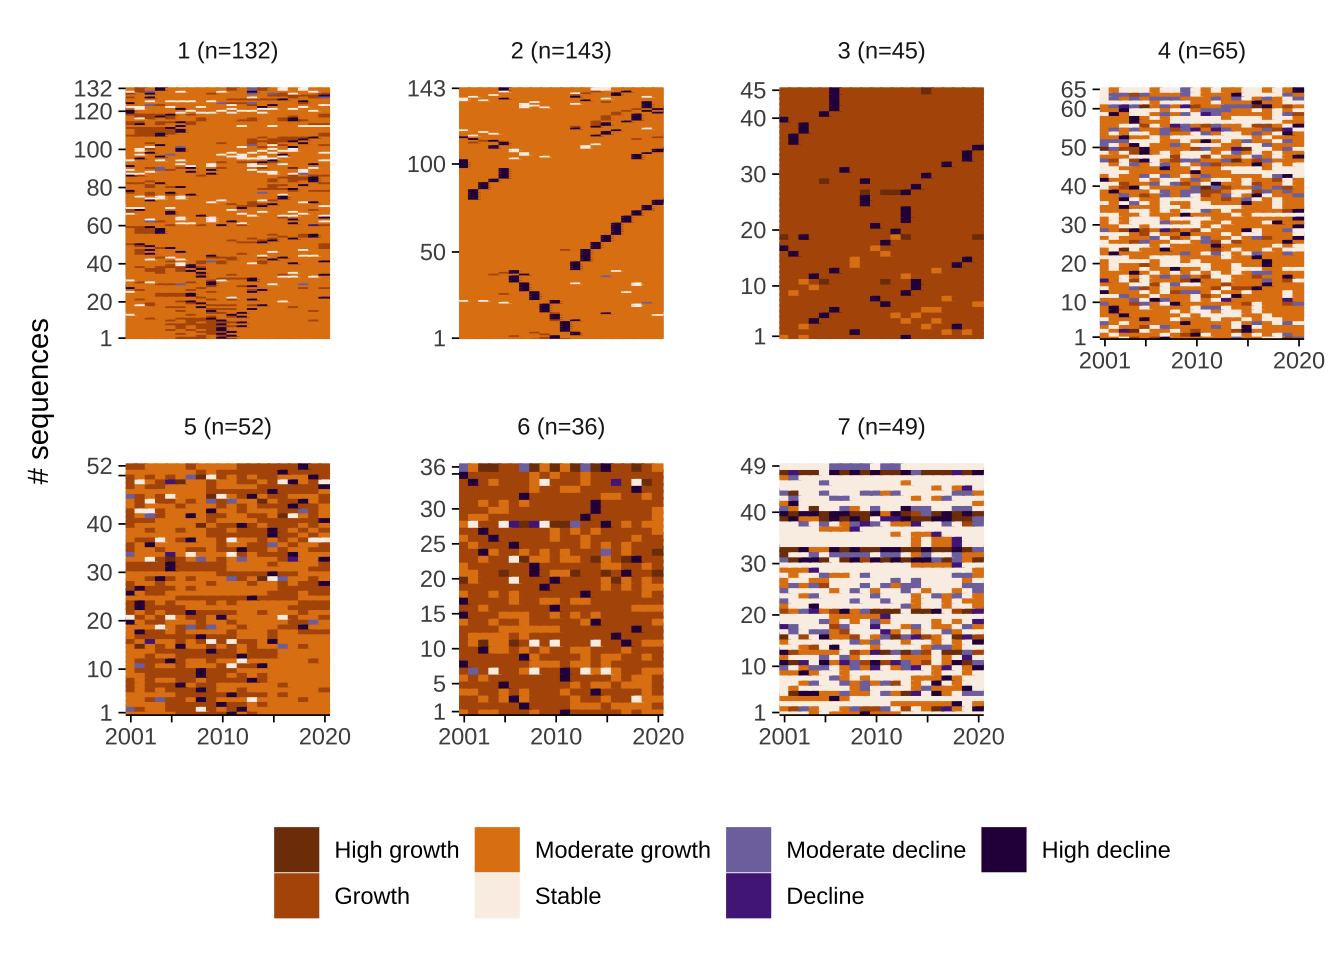 1 (n=132)
2 (n=143)
3 (n=45)
4 (n=65)
132
120
100
80
60
40
20
1
143
100
50
1
45
40
30
20
10
1
65
60
50
40
30
20
10
1
2001 2010 2020
# sequences
5 (n=52)
6 (n=36)
7 (n=49)
52
40
30
20
10
1
2001 2010 2020
36
30
25
20
15
10
5
1
2001 2010 2020
49
40
30
20
10
1
2001 2010 2020
High growth
Moderate growth
Moderate decline
High decline
Growth
Stable
Decline